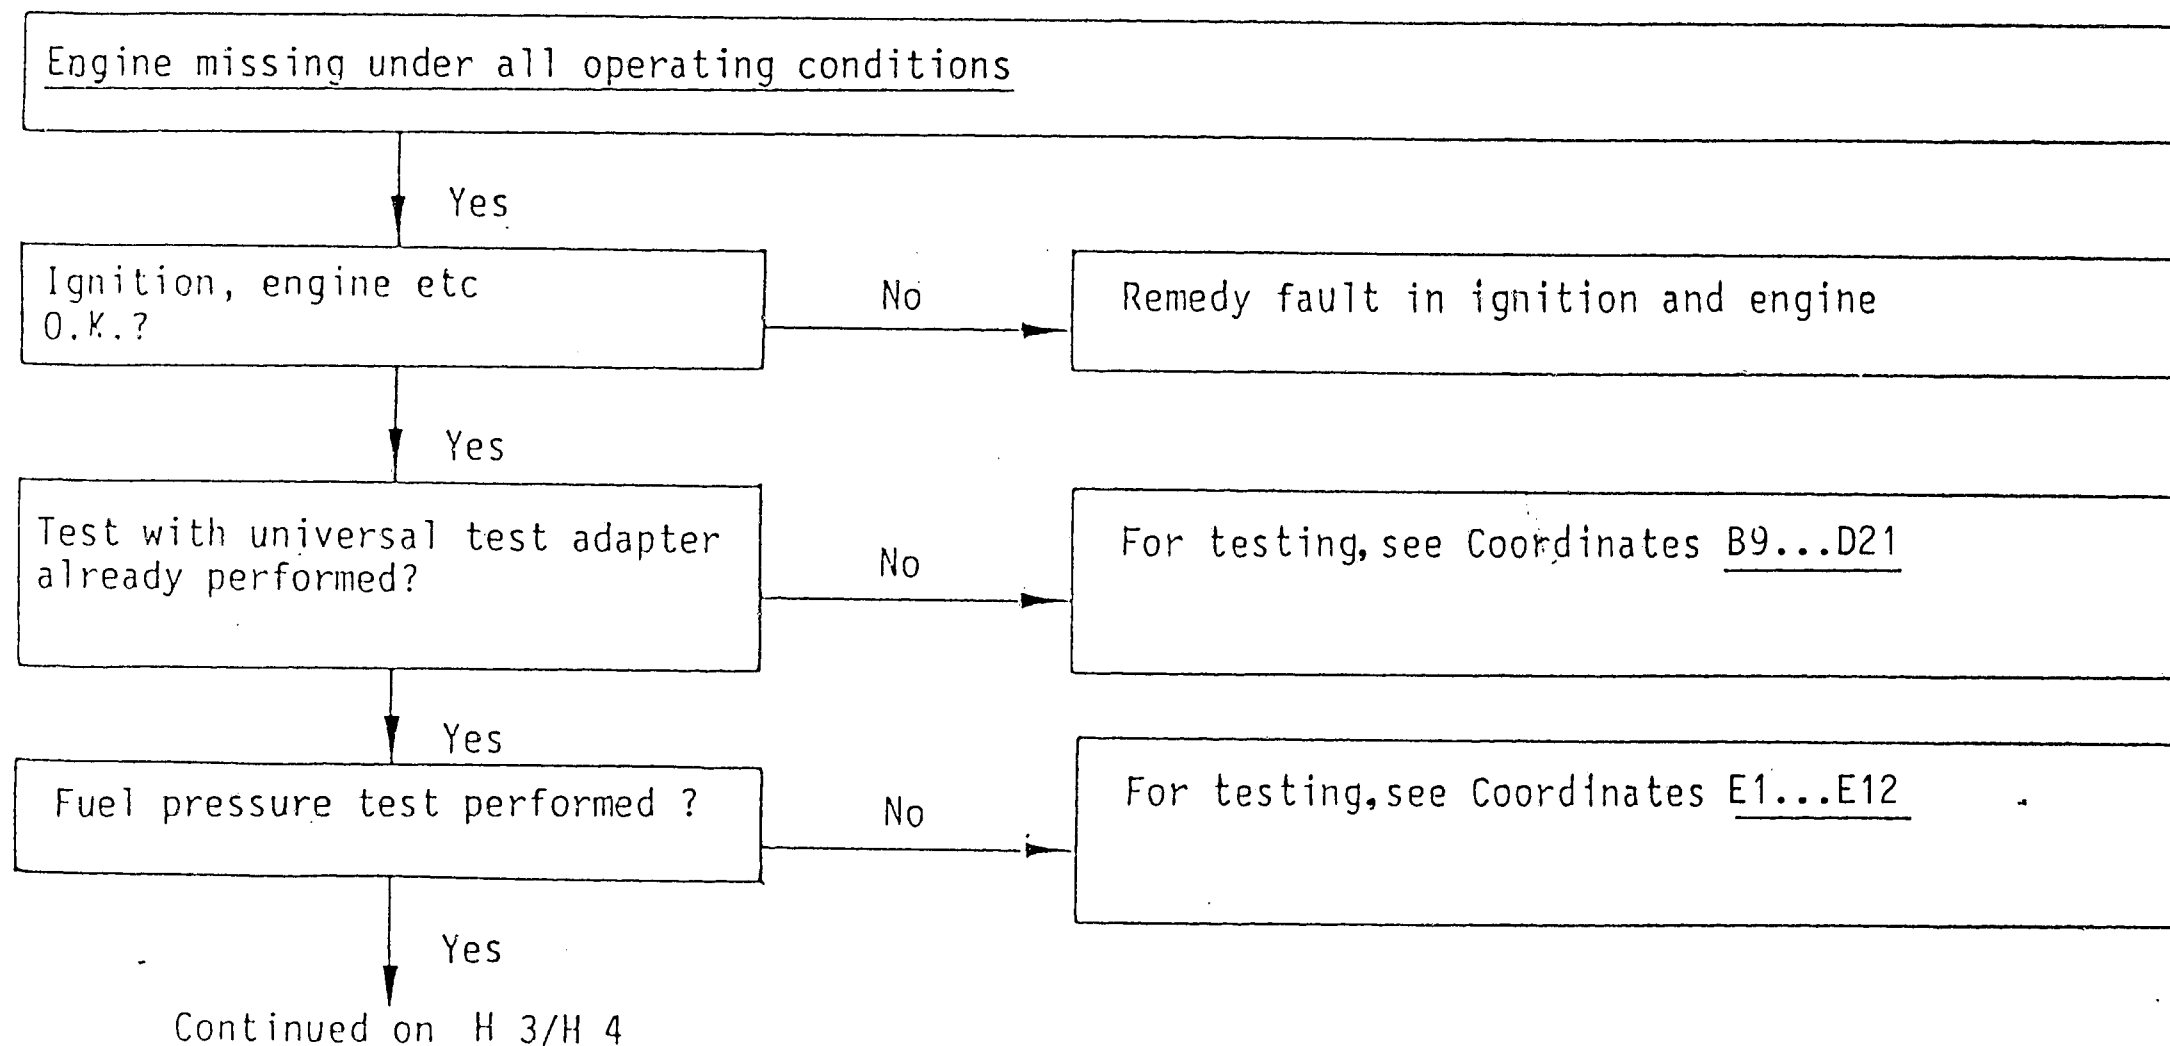 Engine missing under all operating conditions
Yes
Ignition, engine etc
O.K.?
No
Remedy fault in ignition and engine
Yes
Test with universal test adapter
already performed?
No
For testing, see Coordinates B9...D21
Yes
Fuel pressure test performed ?
No
For testing, see Coordinates E1...E12
Yes
Continued on H 3/H 4